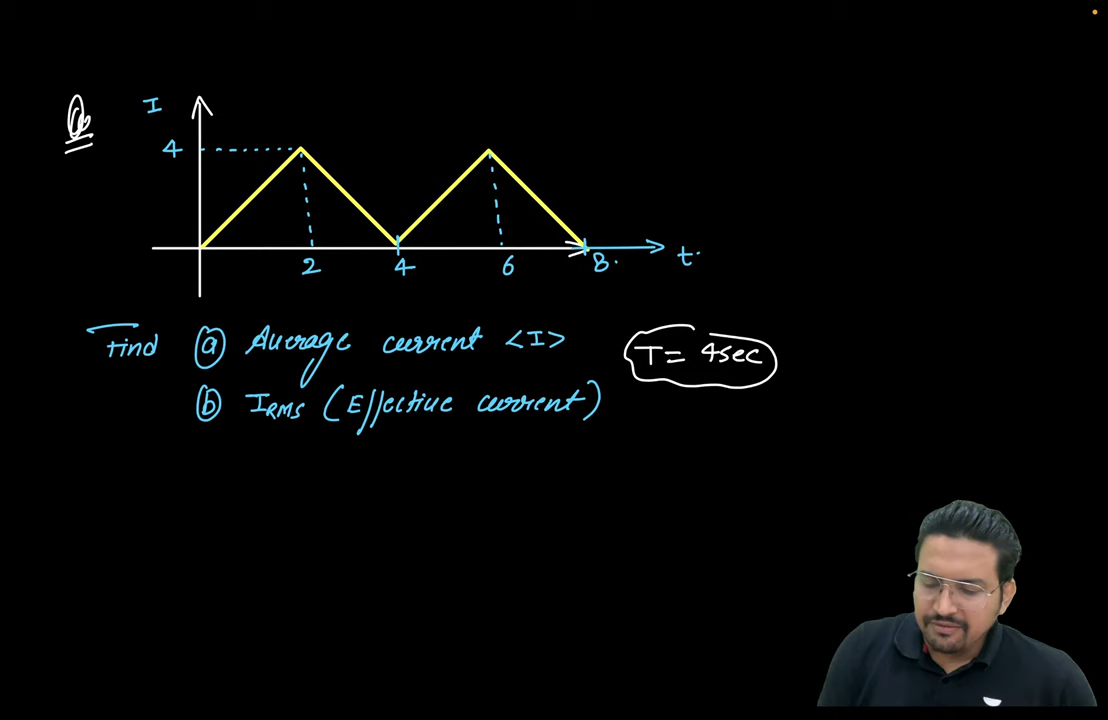 Q
I
4
2 4 6 8. t.
Find (a) Average current <I>
T = 4sec
(b) IRMS (Effective current)